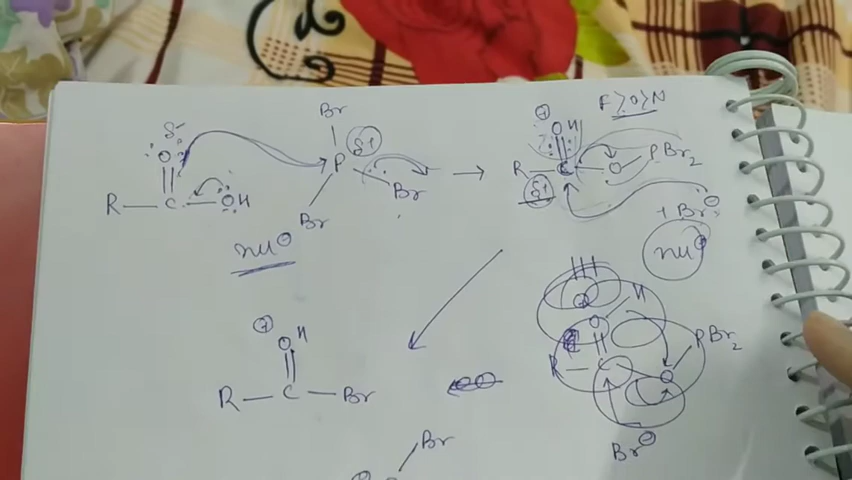 Br
F > O > N
δ-
δ+
⊕
O
P
OH
R — C — OH
Br
R — C — O — PBr2
Br
δ+
+ Br⊖
nu⊖
nu⊖
⊕
⊕
H
O
H
O
PBr2
R — C — Br
R — C
O
Br⊖
Br